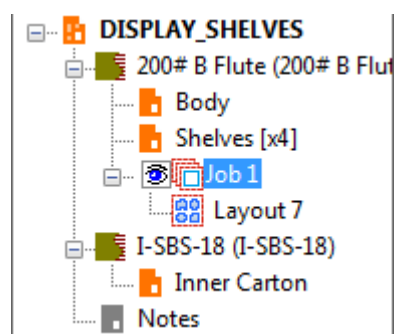 DISPLAY_SHELVES
200# B Flute (200# B Flut
Body
Shelves [x4]
Job 1
Layout 7
I-SBS-18 (I-SBS-18)
Inner Carton
Notes